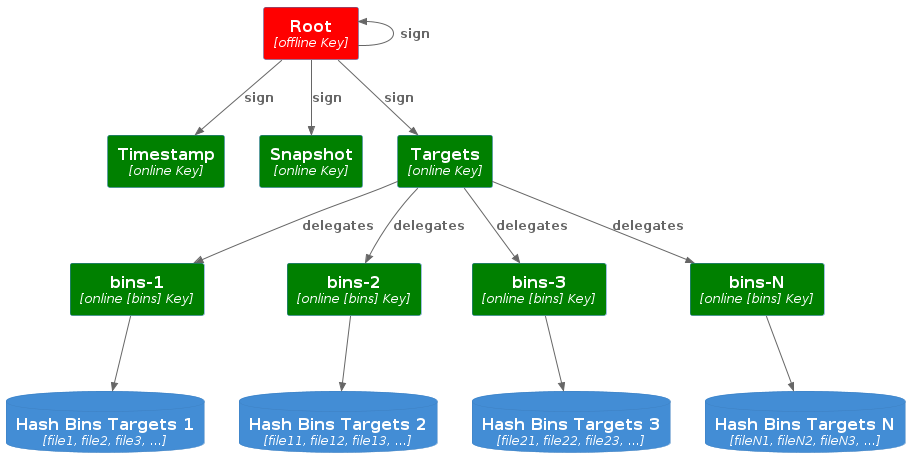 Root
[offline Key]
sign
sign
sign
sign
Timestamp
[online Key]
Snapshot
[online Key]
Targets
[online Key]
delegates
delegates
delegates
delegates
bins-1
[online [bins] Key]
bins-2
[online [bins] Key]
bins-3
[online [bins] Key]
bins-N
[online [bins] Key]
Hash Bins Targets 1
[file1, file2, file3, ...]
Hash Bins Targets 2
[file11, file12, file13, ...]
Hash Bins Targets 3
[file21, file22, file23, ...]
Hash Bins Targets N
[fileN1, fileN2, fileN3, ...]